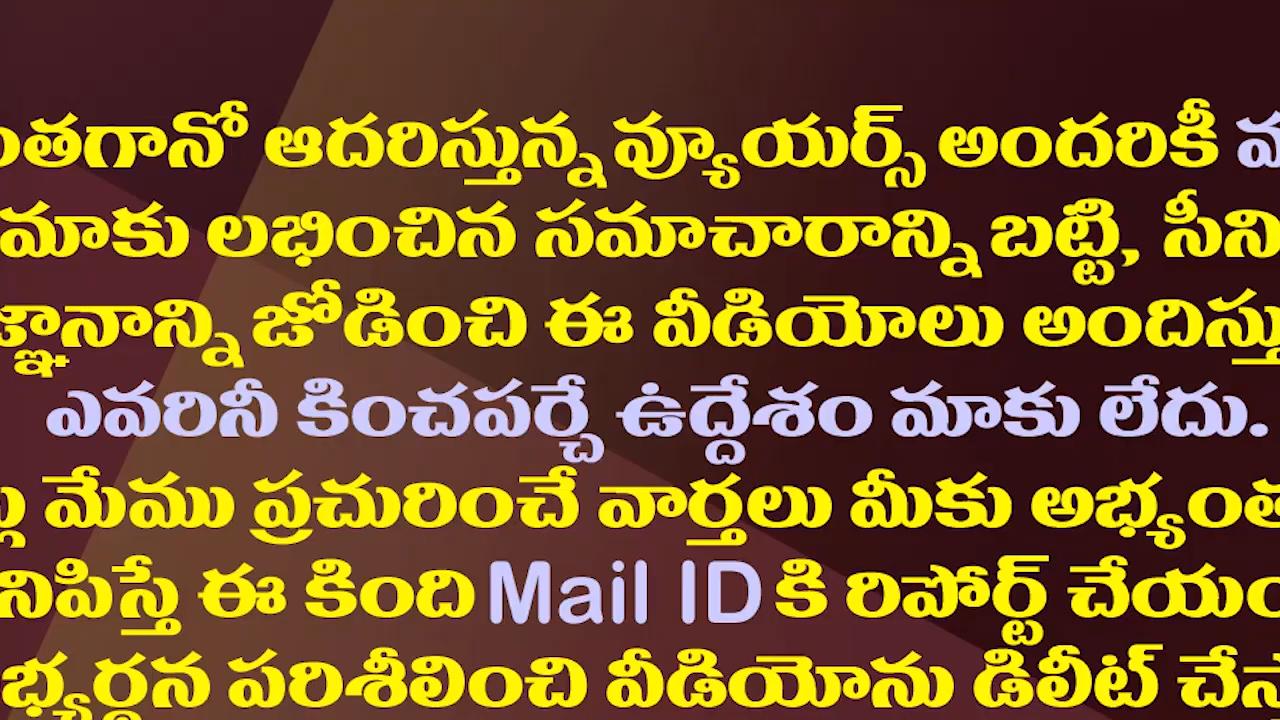 ఆదరిస్తున్న వ్యూయర్స్ అందరికీ
మాకు లభించిన సమాచారాన్ని బట్టి,
జోడించి ఈ వీడియోలు
ఎవరినీ కించపర్చే ఉద్దేశం మాకు లేదు.
మేము ప్రచురించే వార్తలు మీకు
ఈ కింది Mail ID కి రిపోర్ట్
పరిశీలించి వీడియోను డిలీట్